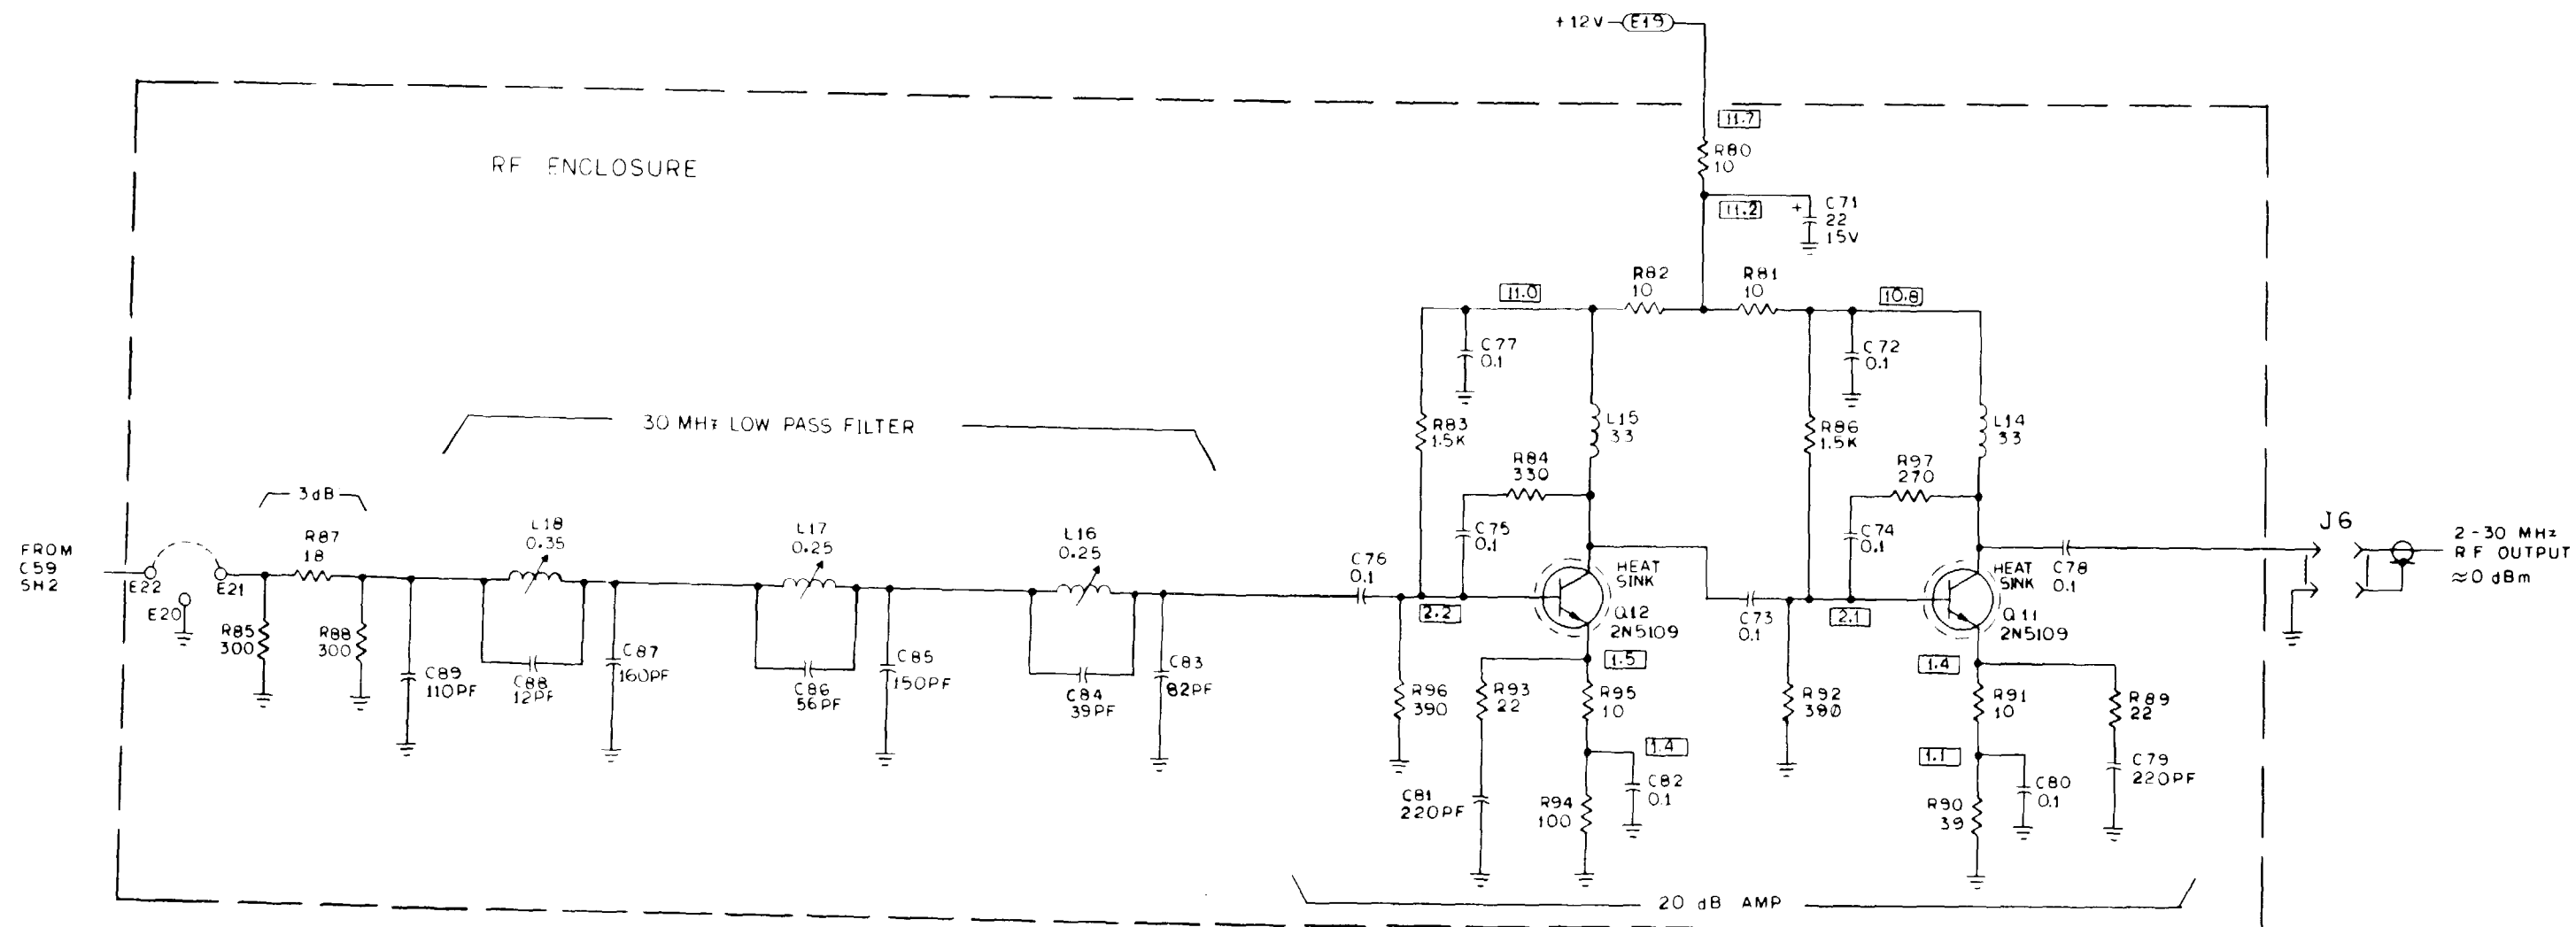 +12V E19
11.7
R80
10
11.2
+ C71
22
15V
RF ENCLOSURE
R82
10
R81
10
11.0
10.8
C77
0.1
C72
0.1
30 MHz LOW PASS FILTER
R83
1.5K
L15
33
R86
1.5K
L14
33
R84
330
R97
270
3dB
R87
18
L18
0.35
L17
0.25
L16
0.25
C75
0.1
C74
0.1
C76
0.1
FROM
C59
SH2
E22
E21
E20
R85
300
R88
300
C89
110PF
C88
12PF
C87
160PF
C86
56PF
C85
150PF
C84
39PF
C83
82PF
2.2
HEAT
SINK
Q12
2N5109
C73
0.1
2.1
HEAT
SINK
Q11
2N5109
C78
0.1
J6
2-30 MHz
RF OUTPUT
≈0 dBm
1.5
1.4
R96
390
R93
22
R95
10
R92
390
R91
10
R89
22
1.4
1.1
C81
220PF
R94
100
C82
0.1
R90
39
C80
0.1
C79
220PF
20 dB AMP